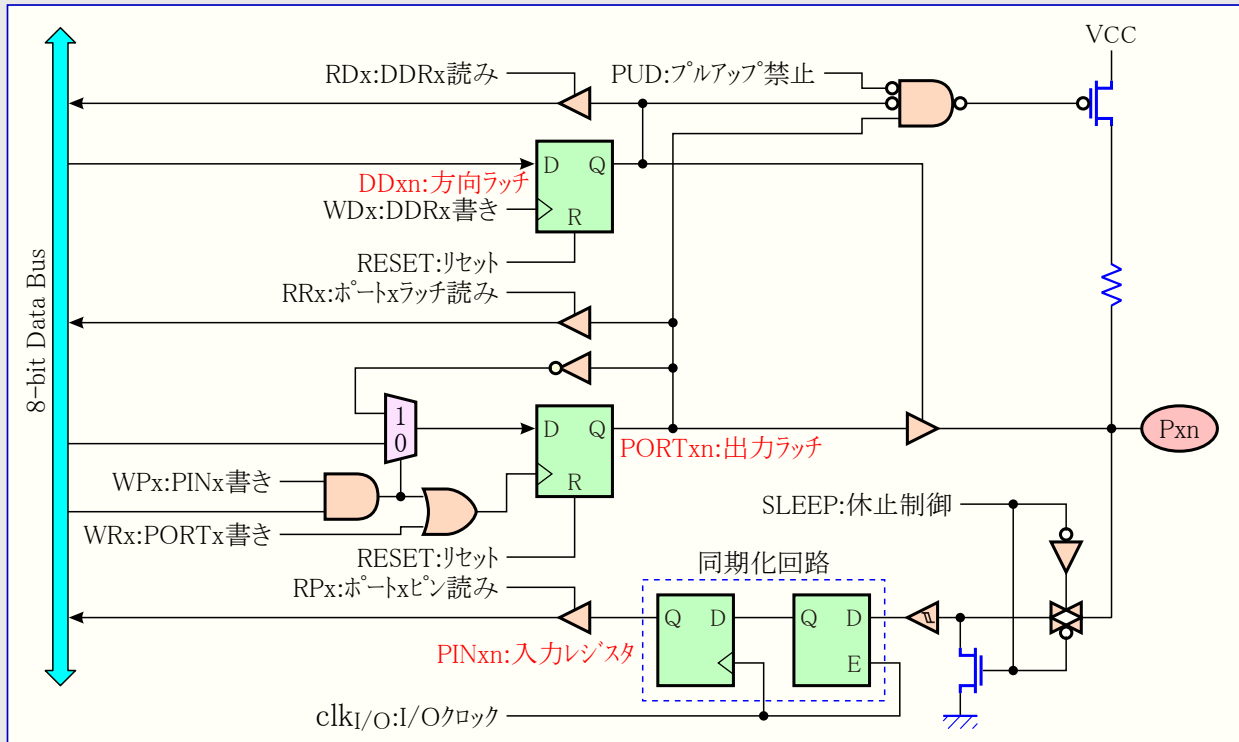 VCC
RDx:DDRx読み
PUD:プルアップ禁止
D
Q
R
DDxn:方向ラッチ
WDx:DDRx書き
RESET:リセット
RRx:ポートxラッチ読み
8-bit Data Bus
1
0
D
Q
R
PORTxn:出力ラッチ
Pxn
WPx:PINx書き
WRx:PORTx書き
RESET:リセット
SLEEP:休止制御
同期化回路
RPx:ポートxピン読み
Q
D
Q
D
E
PINxn:入力レジスタ
clkI/O:I/Oクロック